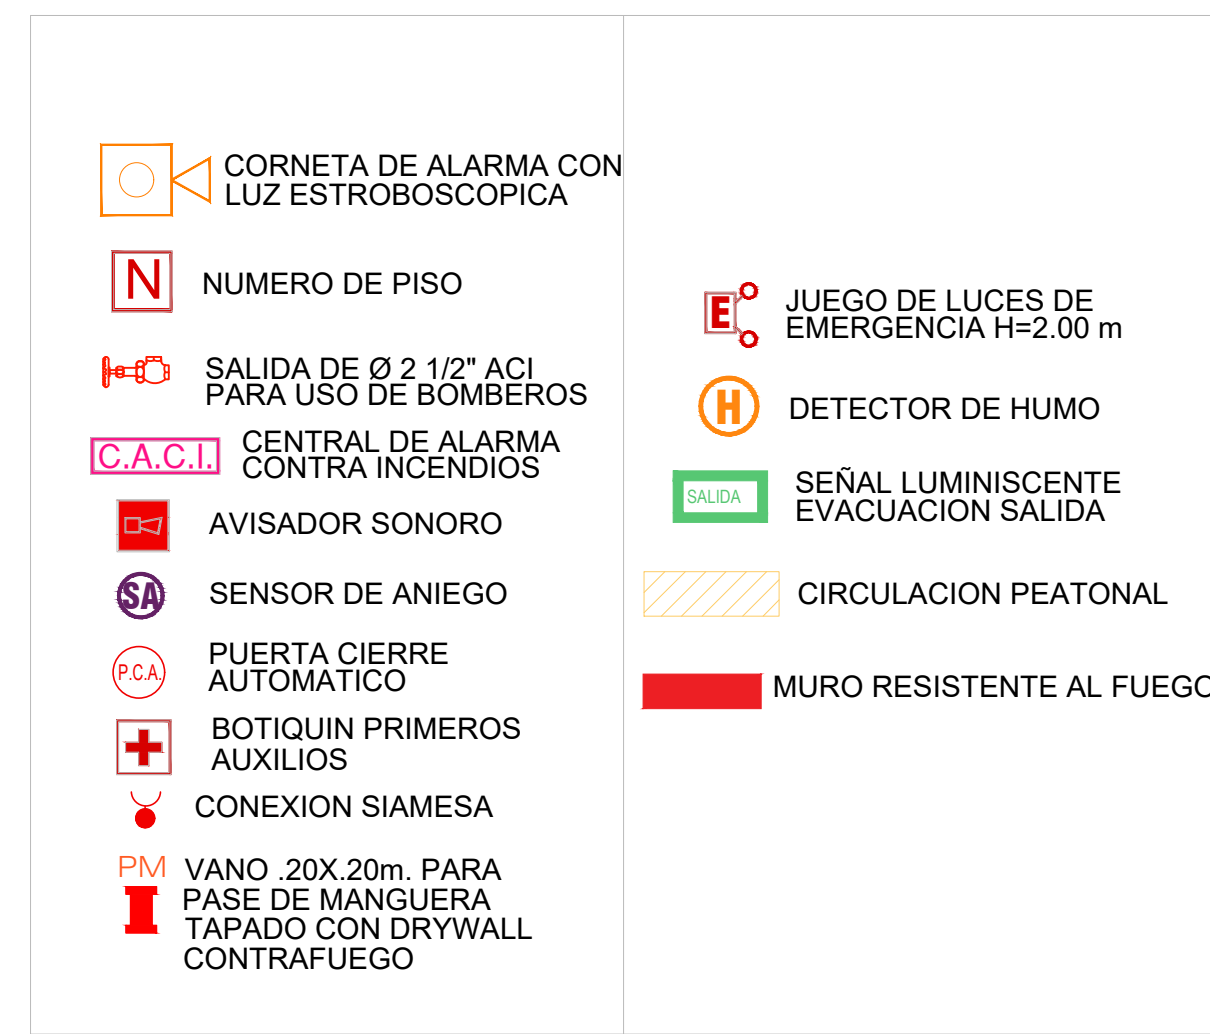 CORNETA DE ALARMA CON
LUZ ESTROBOSCOPICA
N NUMERO DE PISO
SALIDA DE Ø 2 1/2" ACI
PARA USO DE BOMBEROS
C.A.C.I. CENTRAL DE ALARMA
CONTRA INCENDIOS
AVISADOR SONORO
SA SENSOR DE ANIEGO
P.C.A. PUERTA CIERRE
AUTOMATICO
BOTIQUIN PRIMEROS
AUXILIOS
CONEXION SIAMESA
PM VANO .20X.20m. PARA
PASE DE MANGUERA
TAPADO CON DRYWALL
CONTRAFUEGO
E JUEGO DE LUCES DE
EMERGENCIA H=2.00 m
H DETECTOR DE HUMO
SALIDA SEÑAL LUMINISCENTE
EVACUACION SALIDA
CIRCULACION PEATONAL
MURO RESISTENTE AL FUEGO